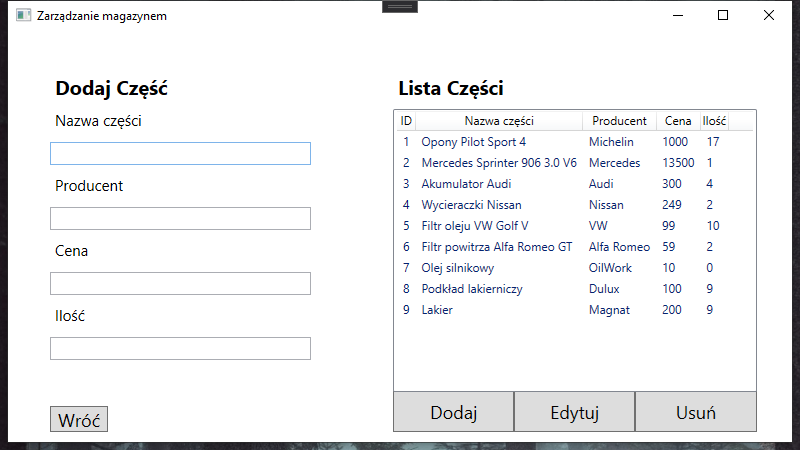 Zarządzanie magazynem
Dodaj Część
Nazwa części
Producent
Cena
Ilość
Wróć
Lista Części
ID Nazwa części Producent Cena Ilość
1 Opony Pilot Sport 4 Michelin 1000 17
2 Mercedes Sprinter 906 3.0 V6 Mercedes 13500 1
3 Akumulator Audi Audi 300 4
4 Wycieraczki Nissan Nissan 249 2
5 Filtr oleju VW Golf V VW 99 10
6 Filtr powitrza Alfa Romeo GT Alfa Romeo 59 2
7 Olej silnikowy OilWork 10 0
8 Podkład lakierniczy Dulux 100 9
9 Lakier Magnat 200 9
Dodaj Edytuj Usuń